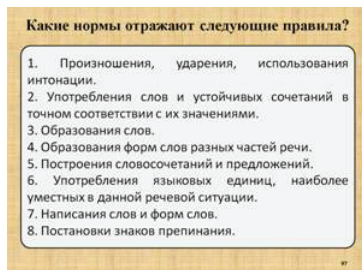 Какие нормы отражают следующие правила?
1. Произношения, ударения, использования
интонации.
2. Употребления слов и устойчивых сочетаний в
точном соответствии с их значениями.
3. Образования слов.
4. Образования форм слов разных частей речи.
5. Построения словосочетаний и предложений.
6. Употребления языковых единиц, наиболее
уместных в данной речевой ситуации.
7. Написания слов и форм слов.
8. Постановки знаков препинания.